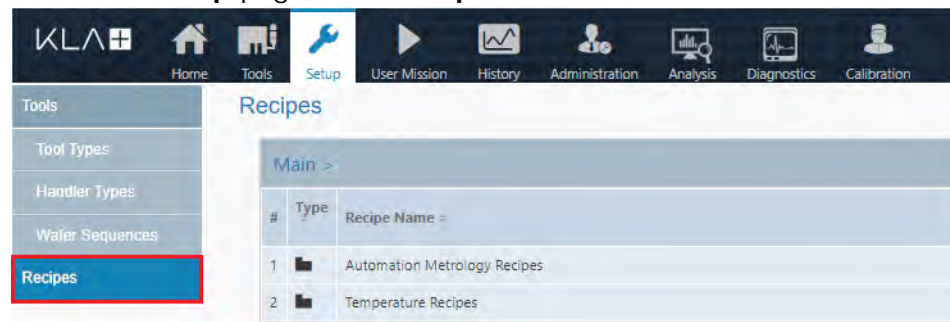 KLA+
Home Tools Setup User Mission History Administration Analysis Diagnostics Calibration
Tools
Tool Types
Handler Types
Wafer Sequences
Recipes
Recipes
Main >
# Type Recipe Name
1 Automation Metrology Recipes
2 Temperature Recipes